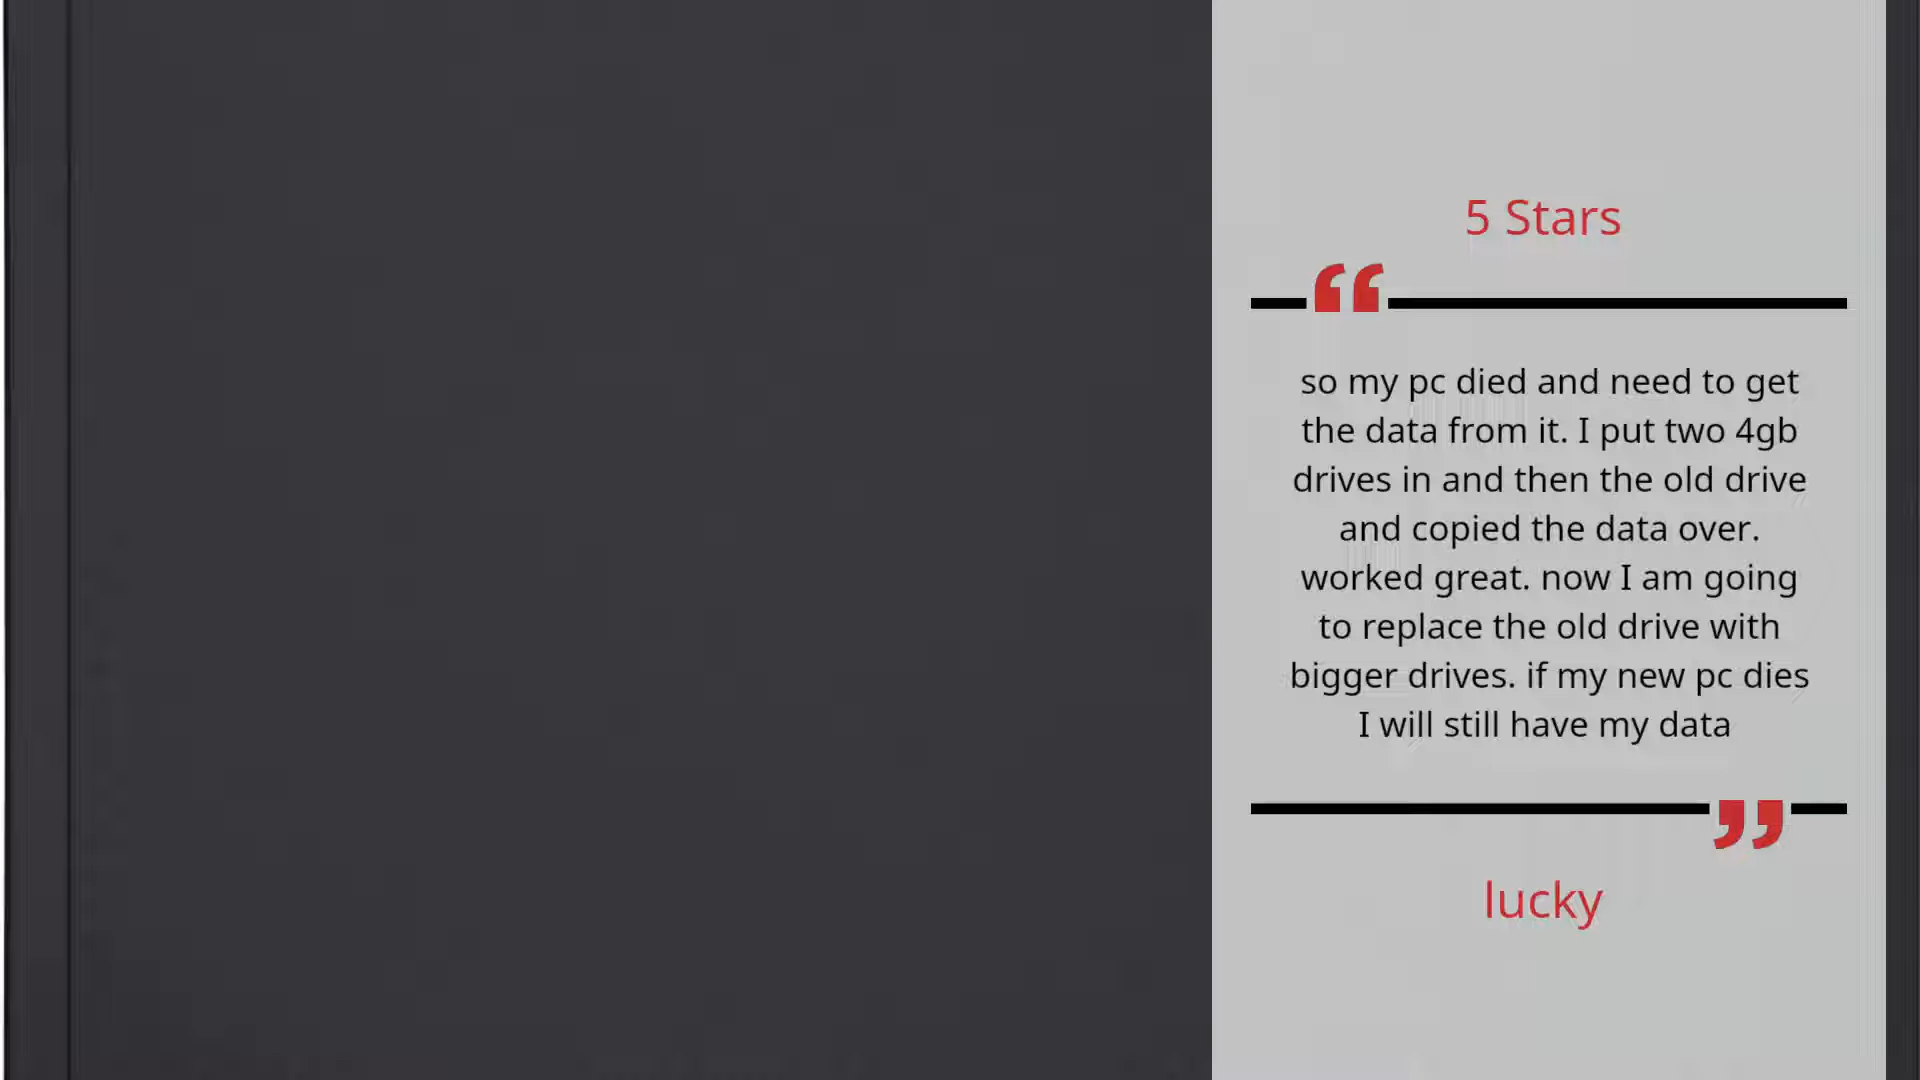 5 Stars
“
so my pc died and need to get
the data from it. I put two 4gb
drives in and then the old drive
and copied the data over.
worked great. now I am going
to replace the old drive with
bigger drives. if my new pc dies
I will still have my data
”
lucky